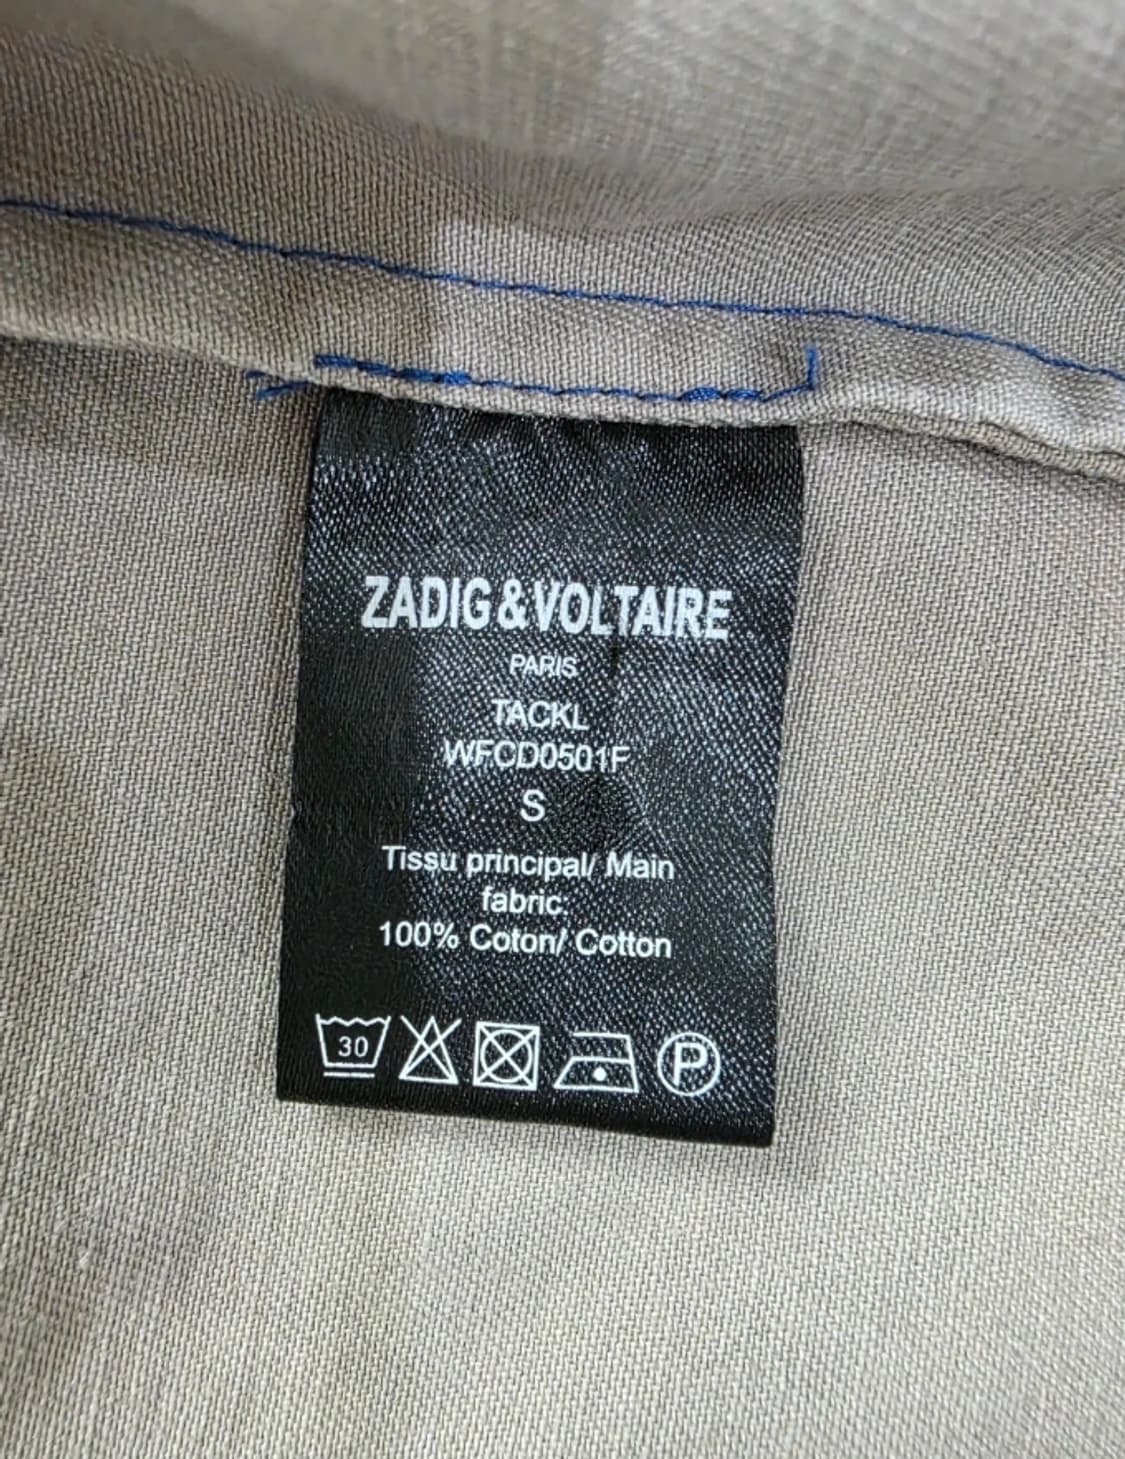 ZADIG&VOLTAIRE
PARIS
TACKL
WFCD0501F
S
Tissu principal/ Main
fabric:
100% Coton/ Cotton
30 P